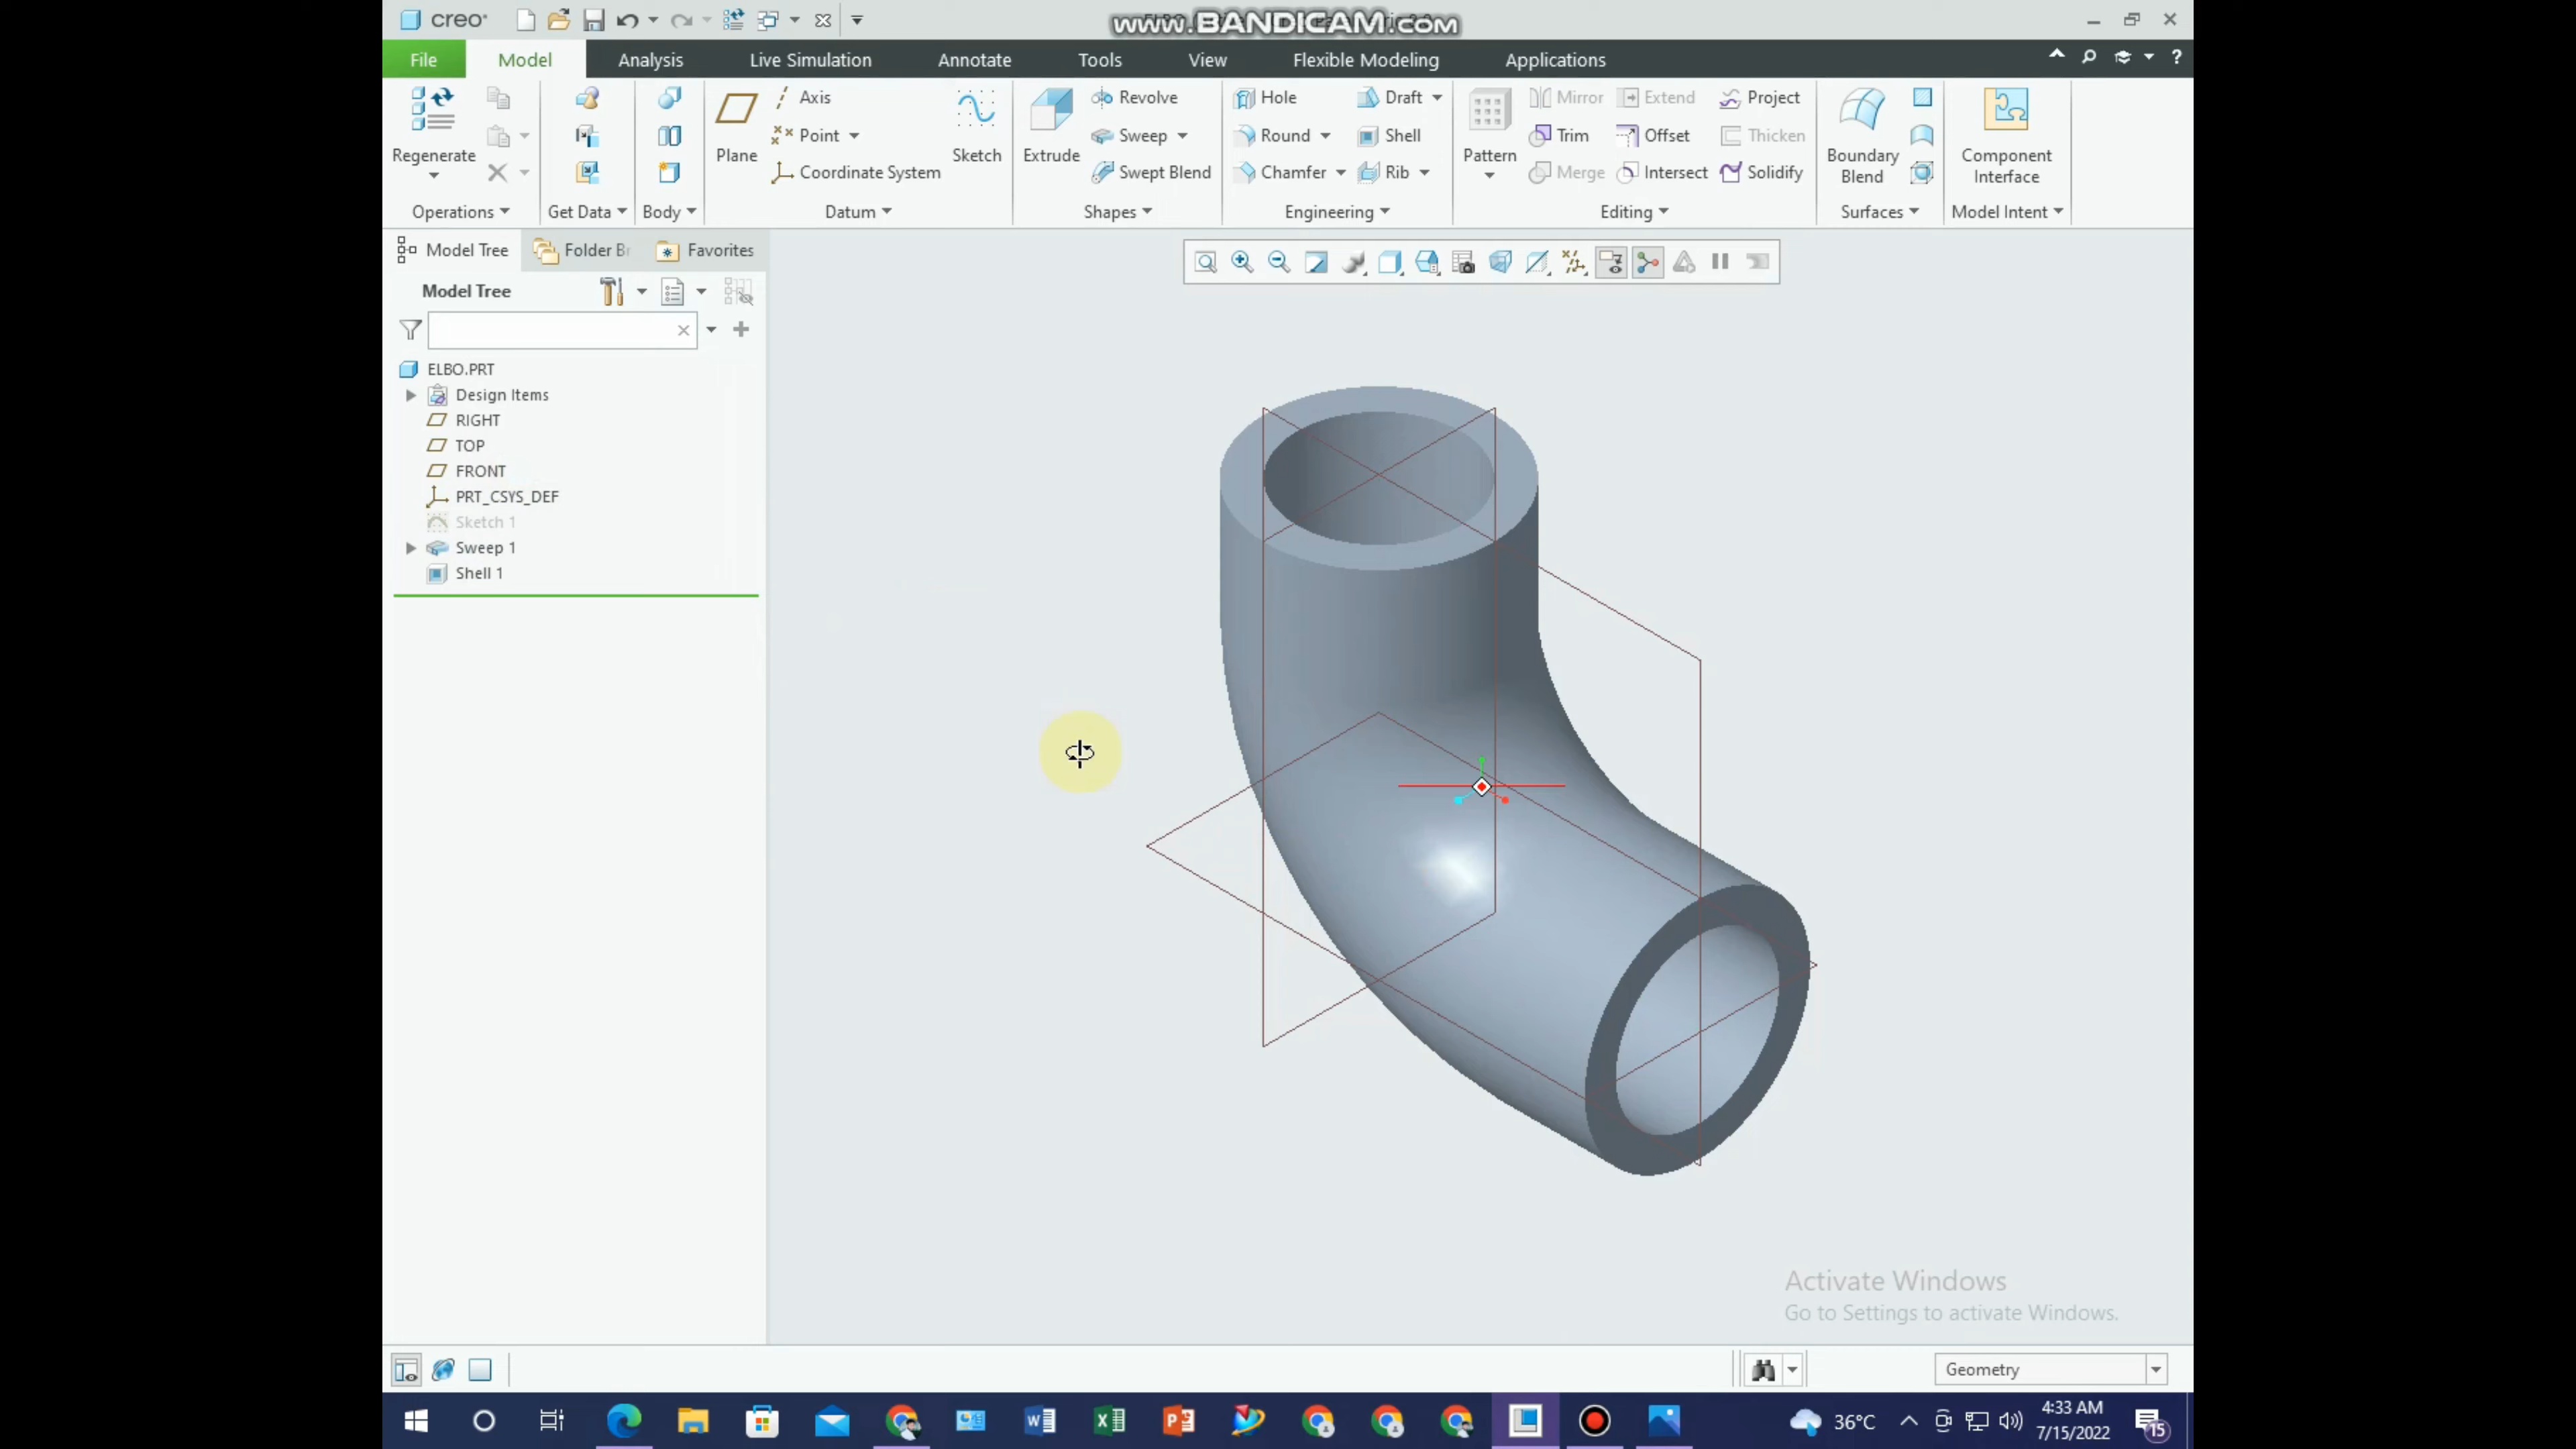 creo
www.BANDICAM.com
File Model Analysis Live Simulation Annotate Tools View Flexible Modeling Applications
Axis Revolve Hole Draft Mirror Extend Project
Point Sweep Round Shell Trim Offset Thicken
Regenerate Plane Sketch Extrude Pattern Boundary Blend Component Interface
Coordinate System Swept Blend Chamfer Rib Merge Intersect Solidify
Operations Get Data Body Datum Shapes Engineering Editing Surfaces Model Intent
Model Tree Folder Br Favorites
Model Tree
ELBO.PRT
Design Items
RIGHT
TOP
FRONT
PRT_CSYS_DEF
Sketch 1
Sweep 1
Shell 1
Activate Windows
Go to Settings to activate Windows.
Geometry
36°C
4:33 AM
7/15/2022
15